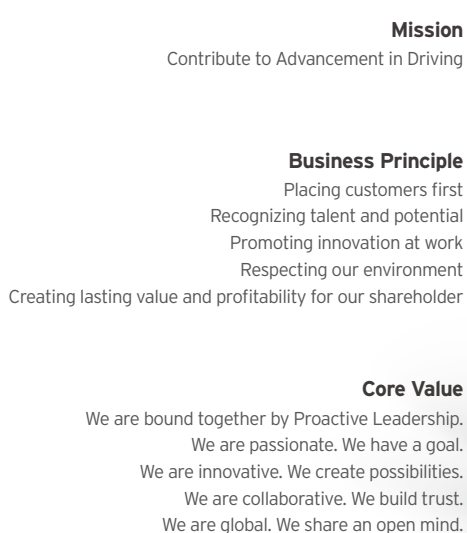 Mission
Contribute to Advancement in Driving
Business Principle
Placing customers first
Recognizing talent and potential
Promoting innovation at work
Respecting our environment
Creating lasting value and profitability for our shareholder
Core Value
We are bound together by Proactive Leadership.
We are passionate. We have a goal.
We are innovative. We create possibilities.
We are collaborative. We build trust.
We are global. We share an open mind.